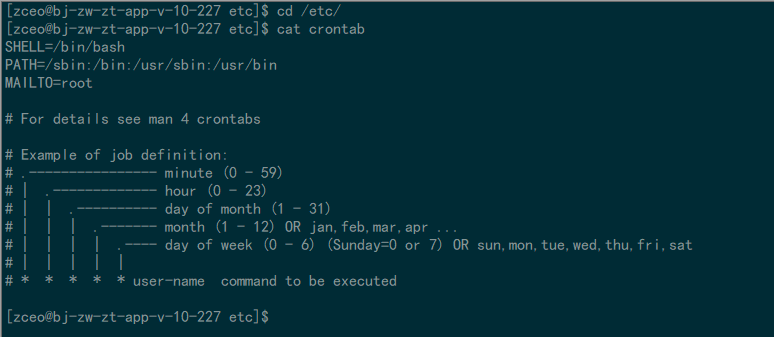 [zceo@bj-zw-zt-app-v-10-227 etc]$ cd /etc/
[zceo@bj-zw-zt-app-v-10-227 etc]$ cat crontab
SHELL=/bin/bash
PATH=/sbin:/bin:/usr/sbin:/usr/bin
MAILTO=root

# For details see man 4 crontabs

# Example of job definition:
# .---------------- minute (0 - 59)
# |  .------------- hour (0 - 23)
# |  |  .---------- day of month (1 - 31)
# |  |  |  .------- month (1 - 12) OR jan,feb,mar,apr ...
# |  |  |  |  .---- day of week (0 - 6) (Sunday=0 or 7) OR sun,mon,tue,wed,thu,fri,sat
# |  |  |  |  |
# *  *  *  *  * user-name  command to be executed

[zceo@bj-zw-zt-app-v-10-227 etc]$